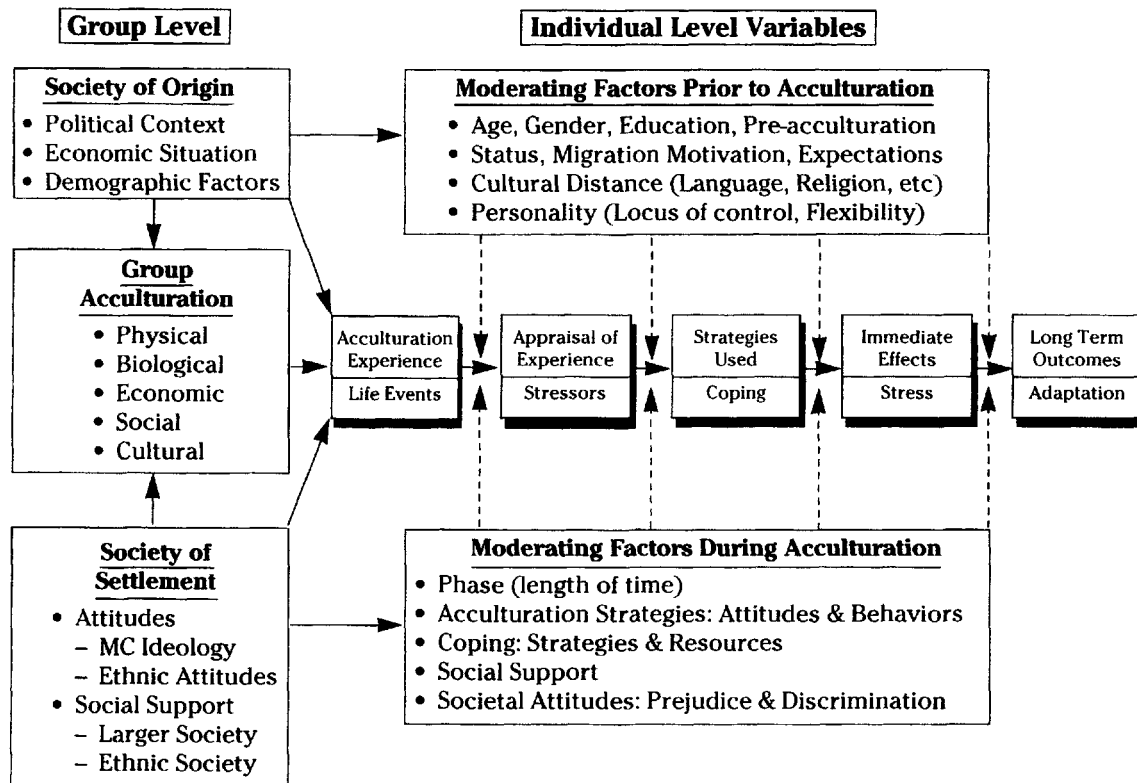 Group Level
Individual Level Variables
Society of Origin
• Political Context
• Economic Situation
• Demographic Factors
Moderating Factors Prior to Acculturation
• Age, Gender, Education, Pre-acculturation
• Status, Migration Motivation, Expectations
• Cultural Distance (Language, Religion, etc)
• Personality (Locus of control, Flexibility)
Group
Acculturation
• Physical
• Biological
• Economic
• Social
• Cultural
Acculturation
Experience
Life Events
Appraisal of
Experience
Stressors
Strategies
Used
Coping
Immediate
Effects
Stress
Long Term
Outcomes
Adaptation
Society of
Settlement
• Attitudes
– MC Ideology
– Ethnic Attitudes
• Social Support
– Larger Society
– Ethnic Society
Moderating Factors During Acculturation
• Phase (length of time)
• Acculturation Strategies: Attitudes & Behaviors
• Coping: Strategies & Resources
• Social Support
• Societal Attitudes: Prejudice & Discrimination